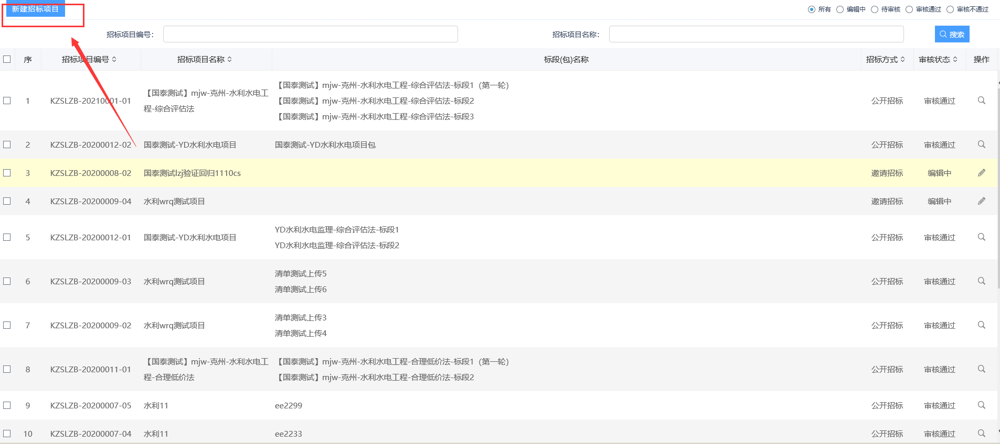 新建招标项目
所有 编辑中 待审核 审核通过 审核不通过
招标项目编号： 招标项目名称： 搜索
序 招标项目编号 招标项目名称 标段(包)名称 招标方式 审核状态 操作
1 KZSLZB-20210001-01 【国泰测试】mjw-克州-水利水电工
程-综合评估法
【国泰测试】mjw-克州-水利水电工程-综合评估法-标段1（第一轮）
【国泰测试】mjw-克州-水利水电工程-综合评估法-标段2
【国泰测试】mjw-克州-水利水电工程-综合评估法-标段3
公开招标 审核通过
2 KZSLZB-20200012-02 国泰测试-YD水利水电项目 国泰测试-YD水利水电项目包 公开招标 审核通过
3 KZSLZB-20200008-02 国泰测试lzj验证回归1110cs 邀请招标 编辑中
4 KZSLZB-20200009-04 水利wrq测试项目 邀请招标 编辑中
5 KZSLZB-20200012-01 国泰测试-YD水利水电项目
YD水利水电监理-综合评估法-标段1
YD水利水电监理-综合评估法-标段2
公开招标 审核通过
6 KZSLZB-20200009-03 水利wrq测试项目
清单测试上传5
清单测试上传6
公开招标 审核通过
7 KZSLZB-20200009-02 水利wrq测试项目
清单测试上传3
清单测试上传4
公开招标 审核通过
8 KZSLZB-20200011-01 【国泰测试】mjw-克州-水利水电工
程-合理低价法
【国泰测试】mjw-克州-水利水电工程-合理低价法-标段1（第一轮）
【国泰测试】mjw-克州-水利水电工程-合理低价法-标段2
公开招标 审核通过
9 KZSLZB-20200007-05 水利11 ee2299 公开招标 审核通过
10 KZSLZB-20200007-04 水利11 ee2233 公开招标 审核通过